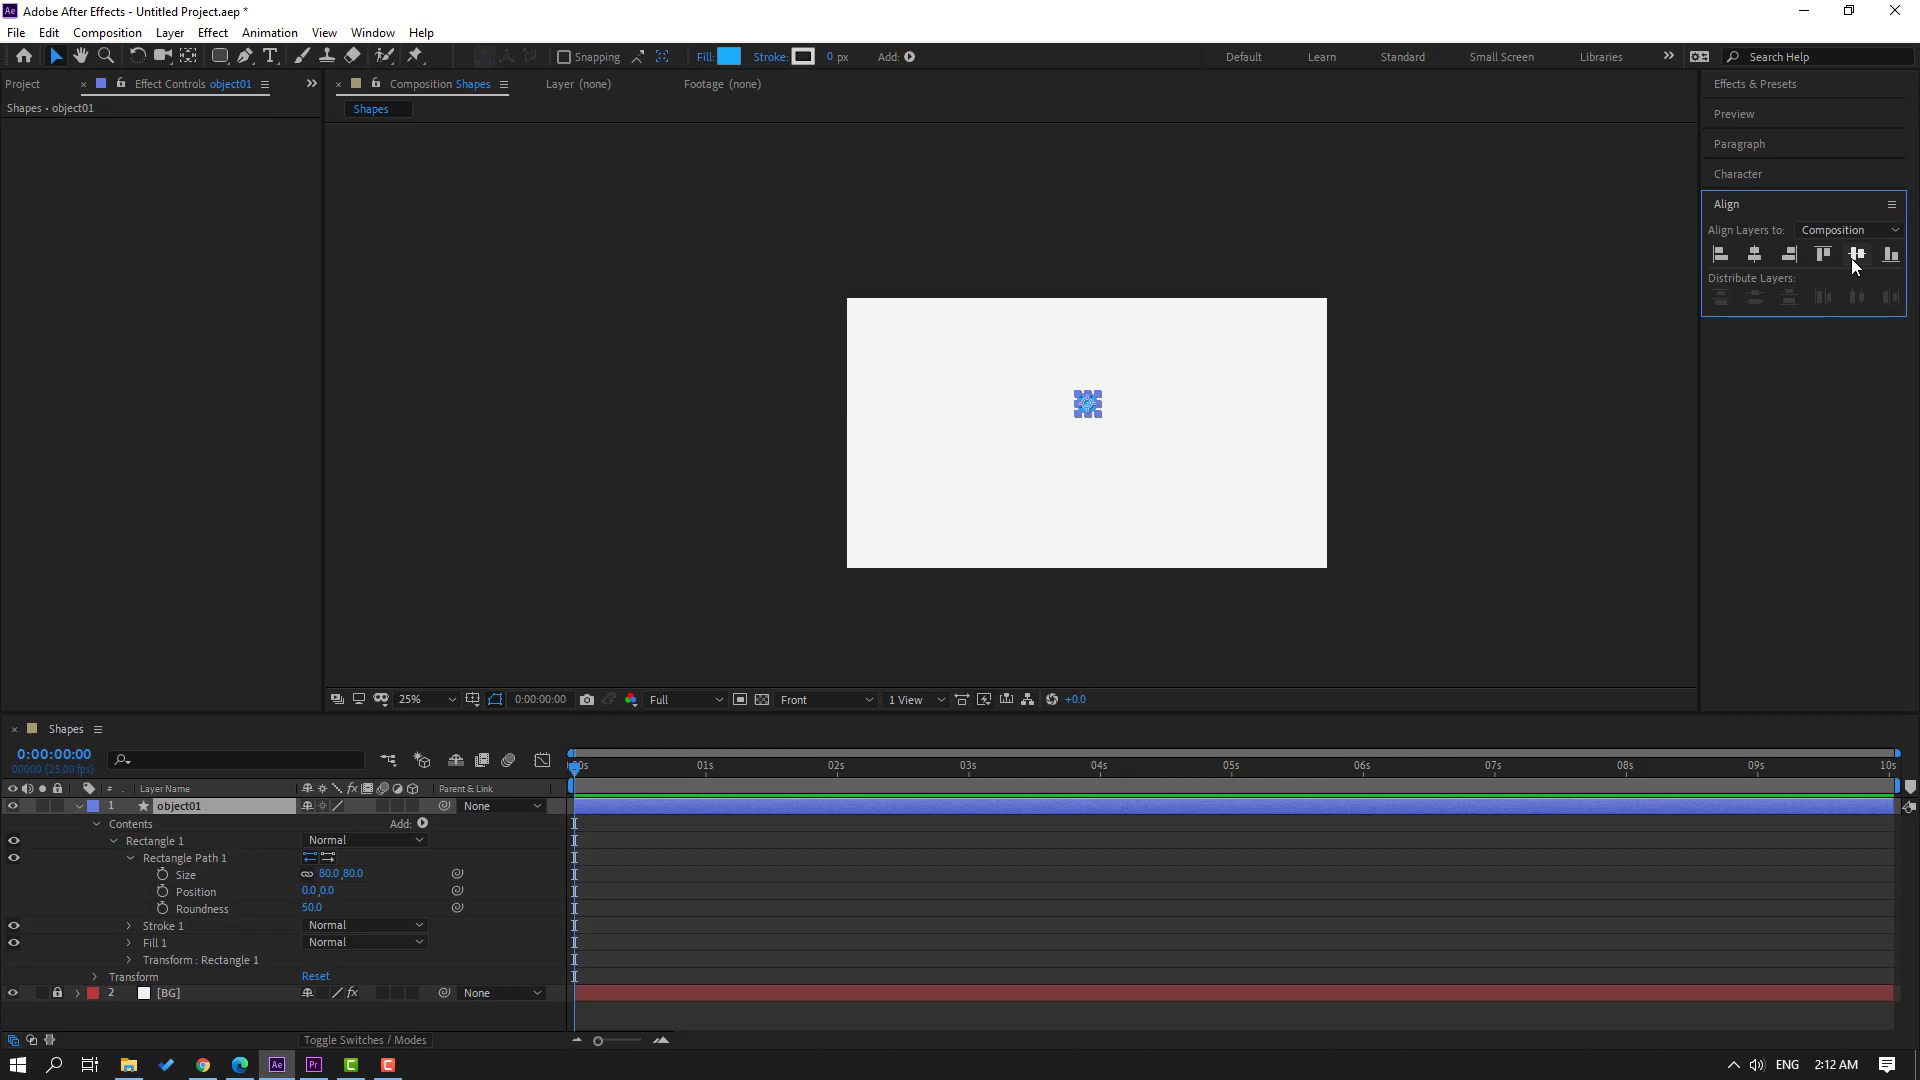 Adobe After Effects - Untitled Project.aep *
File Edit Composition Layer Effect Animation View Window Help
Snapping Fill: Stroke: 0 px Add: Default Learn Standard Small Screen Libraries Search Help
Project Effect Controls object01 Composition Shapes Layer (none) Footage (none) Effects & Presets
Shapes • object01 Shapes
Preview
Paragraph
Character
Align
Align Layers to: Composition
Distribute Layers:
25% 0:00:00:00 Full Front 1 View +0.0
Shapes
0:00:00:00
00000 (25.00 fps)
:00s 01s 02s 03s 04s 05s 06s 07s 08s 09s 10s
# . Layer Name Parent & Link
1 object01 None
Contents Add:
Rectangle 1 Normal
Rectangle Path 1
Size 80.0,80.0
Position 0.0,0.0
Roundness 50.0
Stroke 1 Normal
Fill 1 Normal
Transform : Rectangle 1
Transform Reset
2 [BG] None
Toggle Switches / Modes
Ae Pr C C ENG 2:12 AM